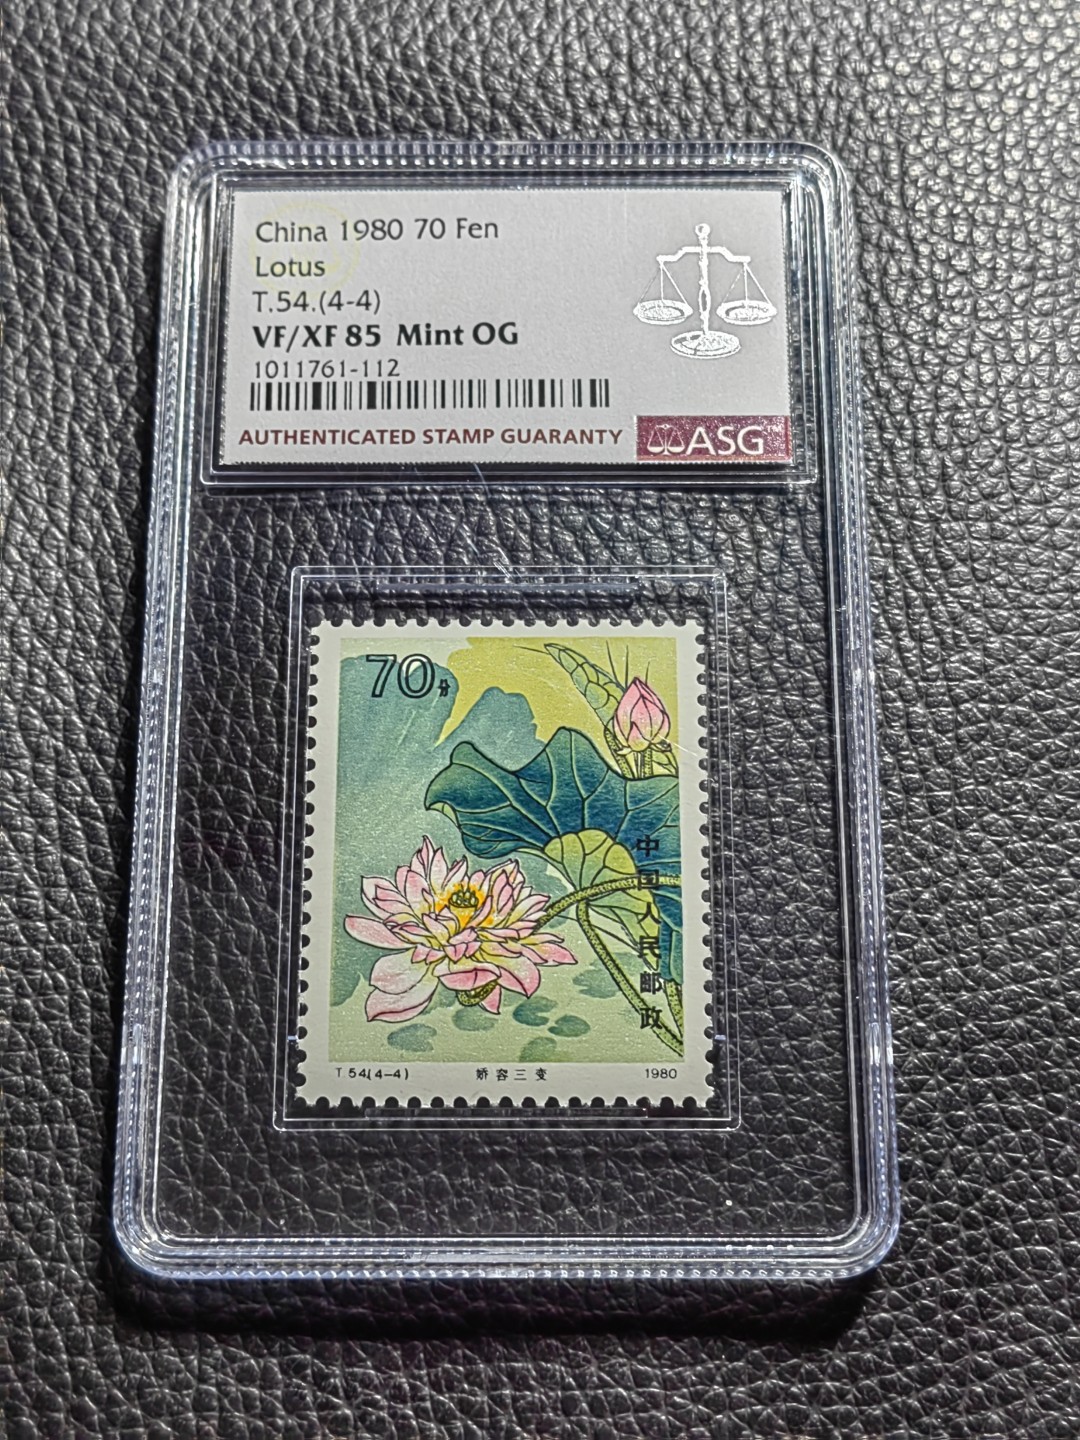 China 1980 70 Fen
Lotus
T.54.(4-4)
VF/XF 85 Mint OG
1011761-112
AUTHENTICATED STAMP GUARANTY
ASG™
70分
中国人民邮政
T.54.(4-4) 娇容三变 1980